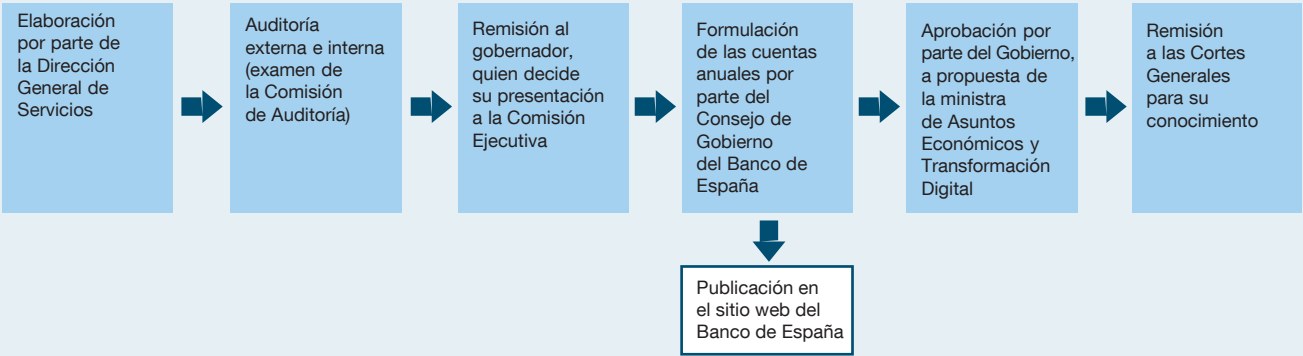 Elaboración
por parte de
la Dirección
General de
Servicios
Auditoría
externa e interna
(examen de
la Comisión
de Auditoría)
Remisión al
gobernador,
quien decide
su presentación
a la Comisión
Ejecutiva
Formulación
de las cuentas
anuales por
parte del
Consejo de
Gobierno
del Banco de
España
Aprobación por
parte del Gobierno,
a propuesta de
la ministra
de Asuntos
Económicos y
Transformación
Digital
Remisión
a las Cortes
Generales
para su
conocimiento
Publicación en
el sitio web del
Banco de España